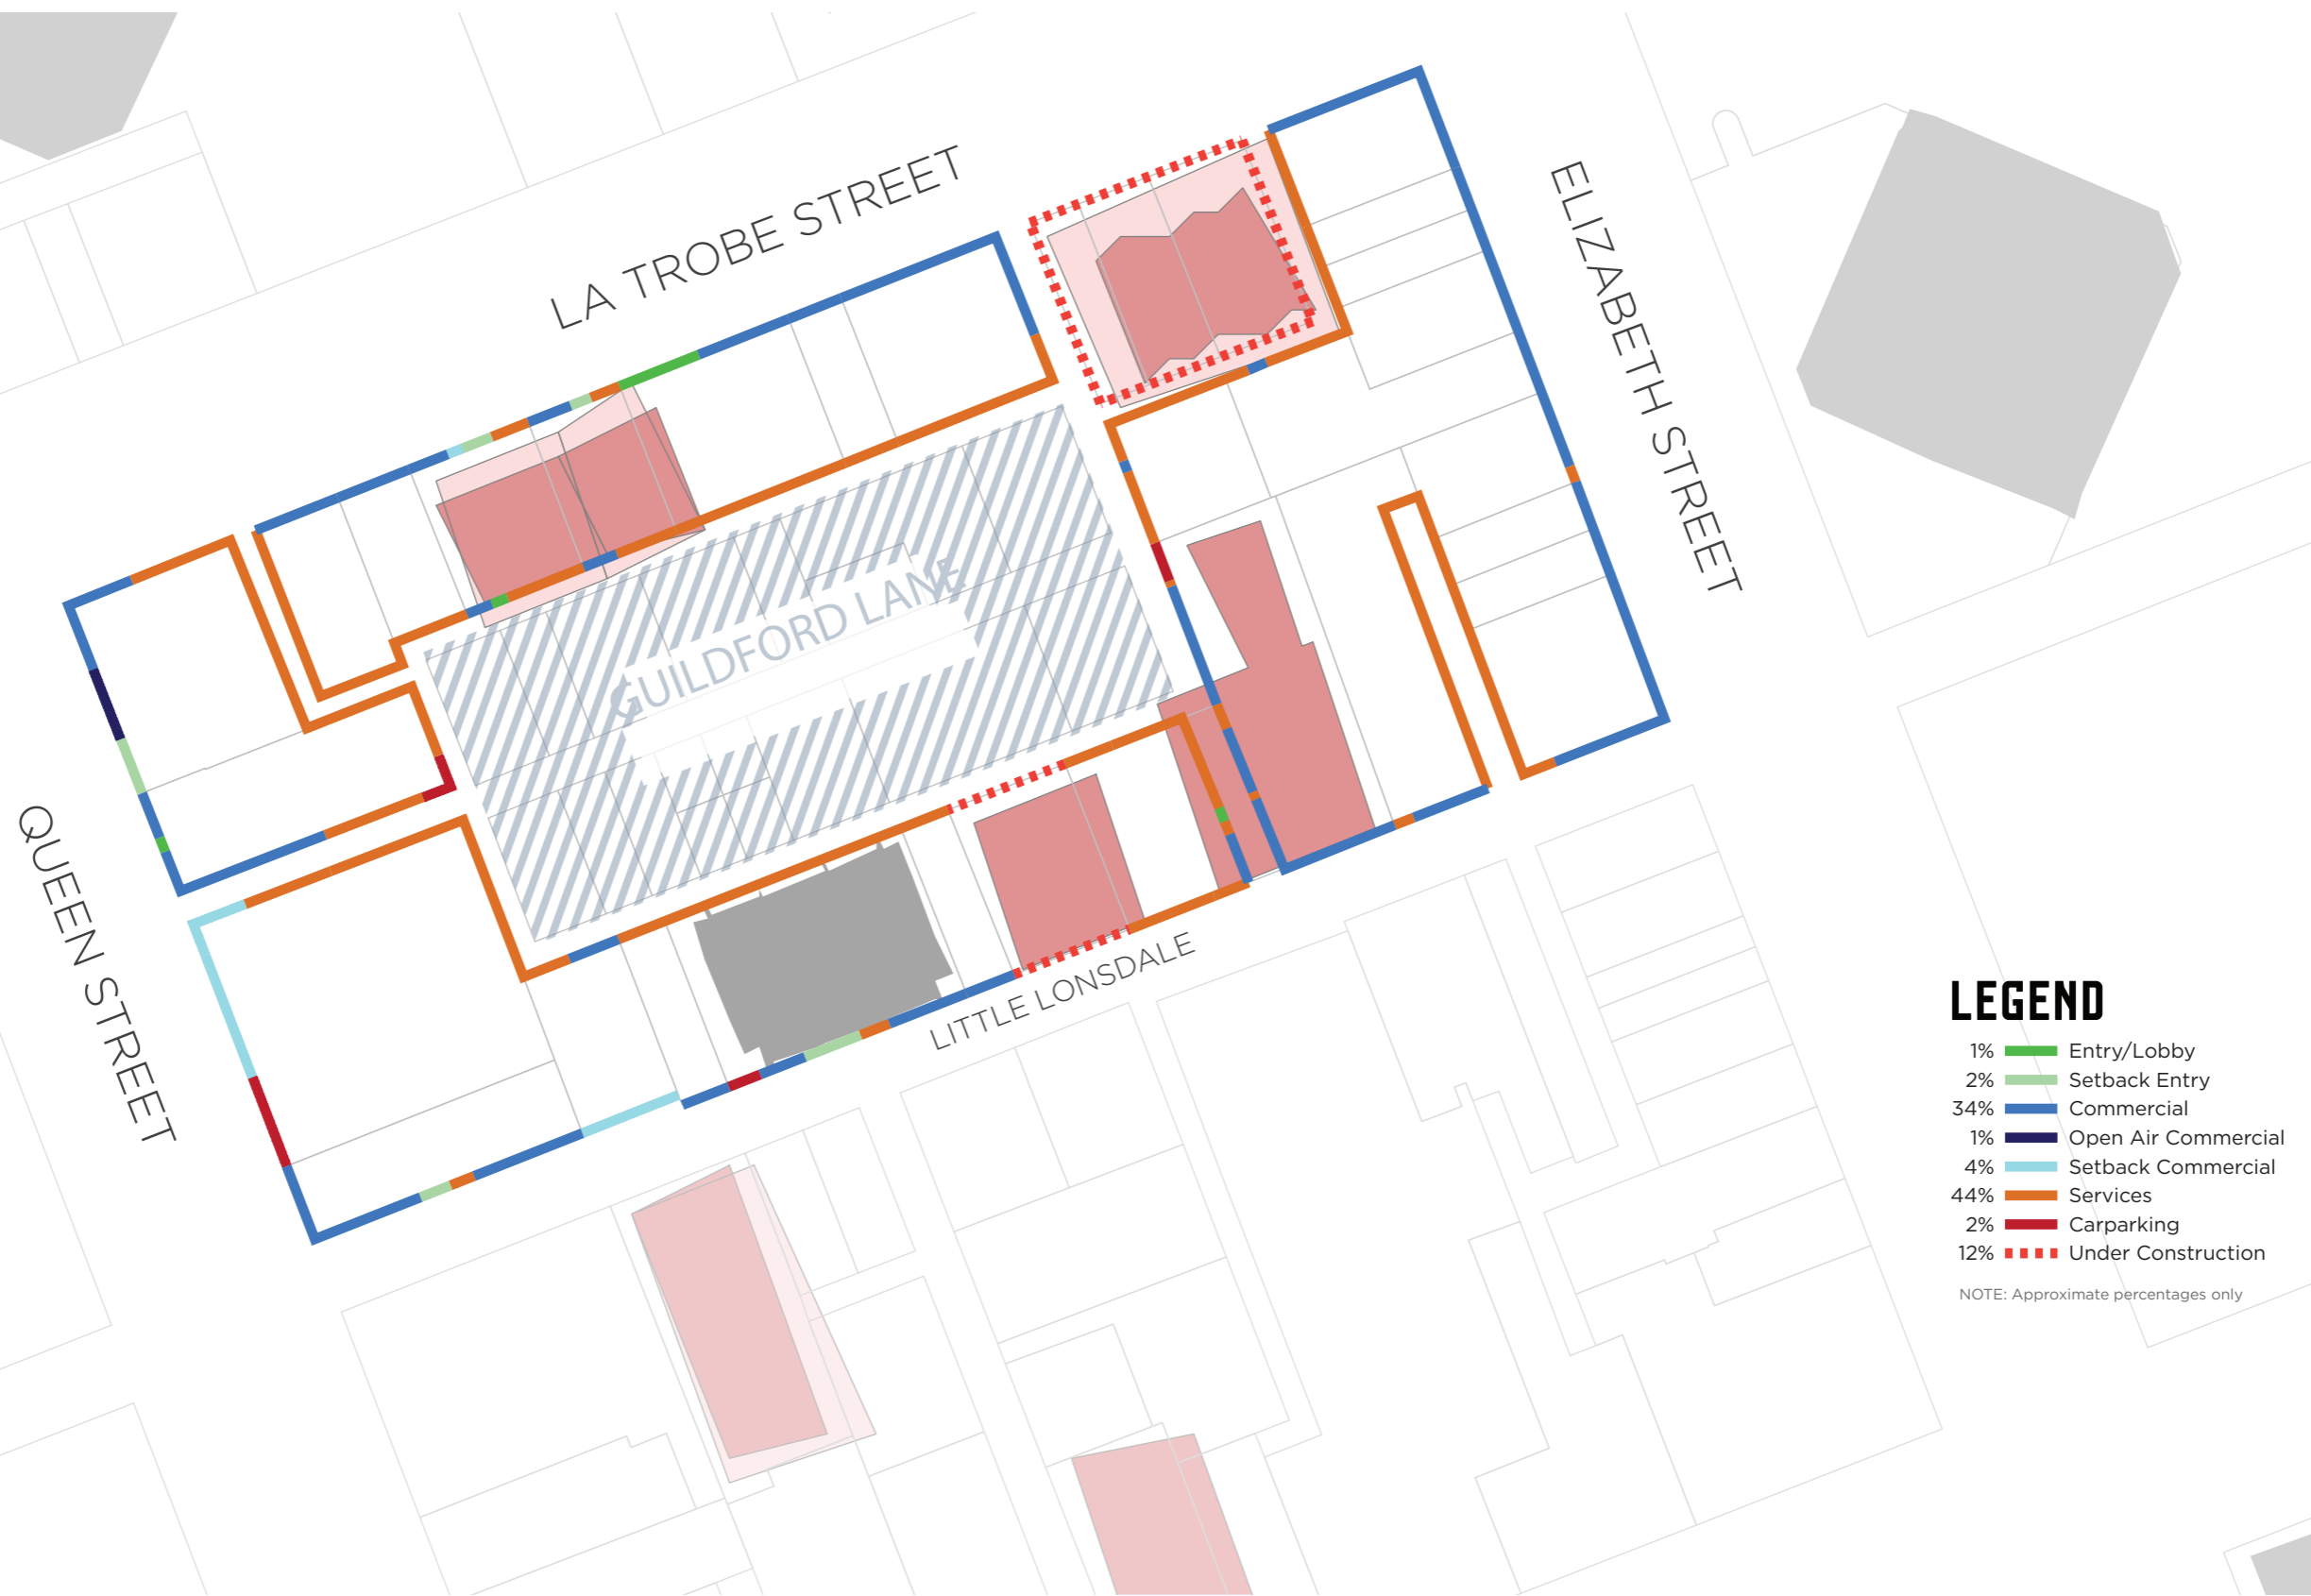 LA TROBE STREET
ELIZABETH STREET
GUILDFORD LANE
QUEEN STREET
LITTLE LONSDALE
LEGEND
1% Entry/Lobby
2% Setback Entry
34% Commercial
1% Open Air Commercial
4% Setback Commercial
44% Services
2% Carparking
12% Under Construction
NOTE: Approximate percentages only